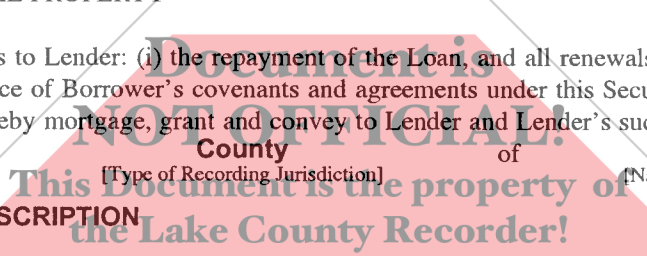 s to Lender: (i) the repayment of the Loan, and all renewals
Document is
ce of Borrower's covenants and agreements under this Secu
NOT OFFICIAL!
eby mortgage, grant and convey to Lender and Lender's suc
County of
[Type of Recording Jurisdiction] [N
This Document is the property of
SCRIPTION
the Lake County Recorder!